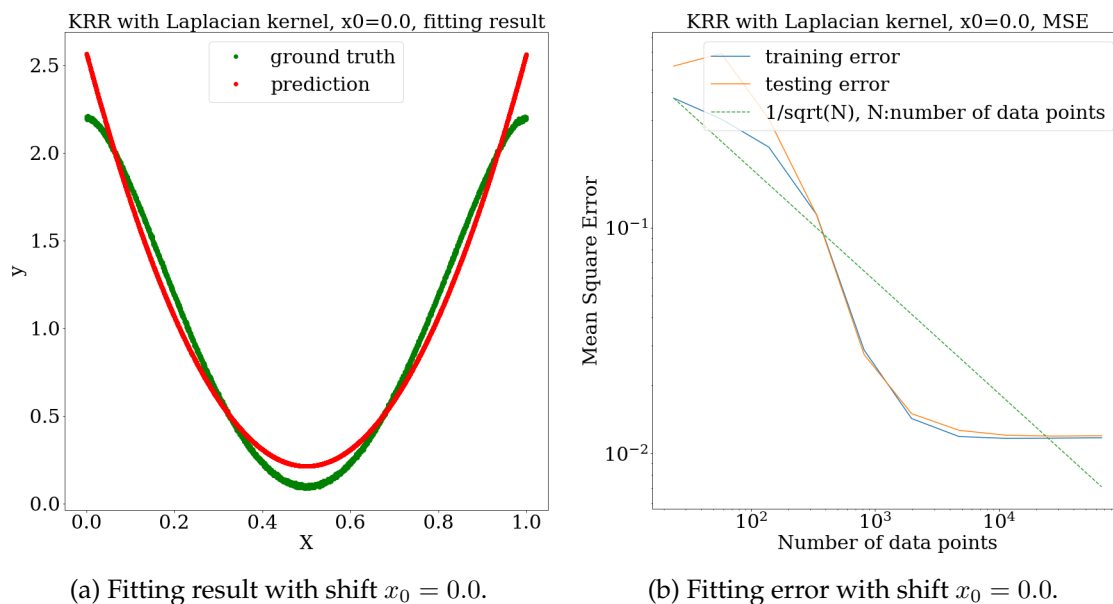 KRR with Laplacian kernel, x0=0.0, fitting result
ground truth
prediction
2.5
2.0
1.5
1.0
0.5
0.0
y
0.0 0.2 0.4 0.6 0.8 1.0
X
(a) Fitting result with shift x₀ = 0.0.
KRR with Laplacian kernel, x0=0.0, MSE
training error
testing error
1/sqrt(N), N:number of data points
10⁻¹
10⁻²
Mean Square Error
10² 10³ 10⁴
Number of data points
(b) Fitting error with shift x₀ = 0.0.